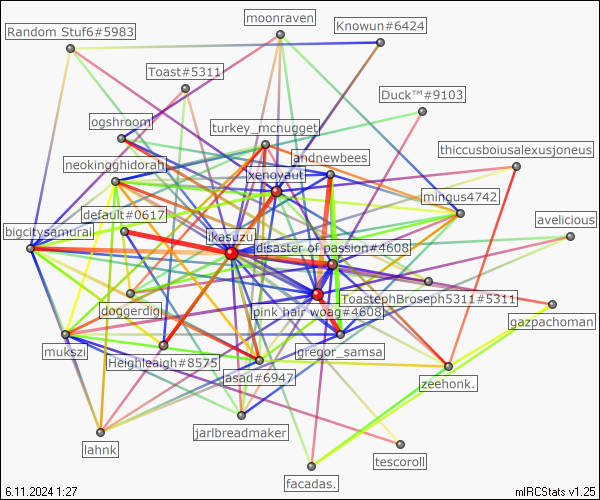 moonraven
Random Stuf6#5983
Knowun#6424
Toast#5311
Duck™#9103
ogshroom
turkey_mcnugget
thiccusboiusalexusjoneus
andnewbees
neokingghidorah
xenoyaut
mingus4742
default#0617
avelicious
bigcitysamurai
ikasuzu
disaster of passion#4608
ToastephBroseph5311#5311
doggerdig
pink hair woag#4608
gazpachoman
mukszi
Heighleaigh#8575
gregor_samsa
asad#6947
zeehonk.
jarlbreadmaker
lahnk
tescoroll
facadas.
6.11.2024 1:27
mIRCStats v1.25